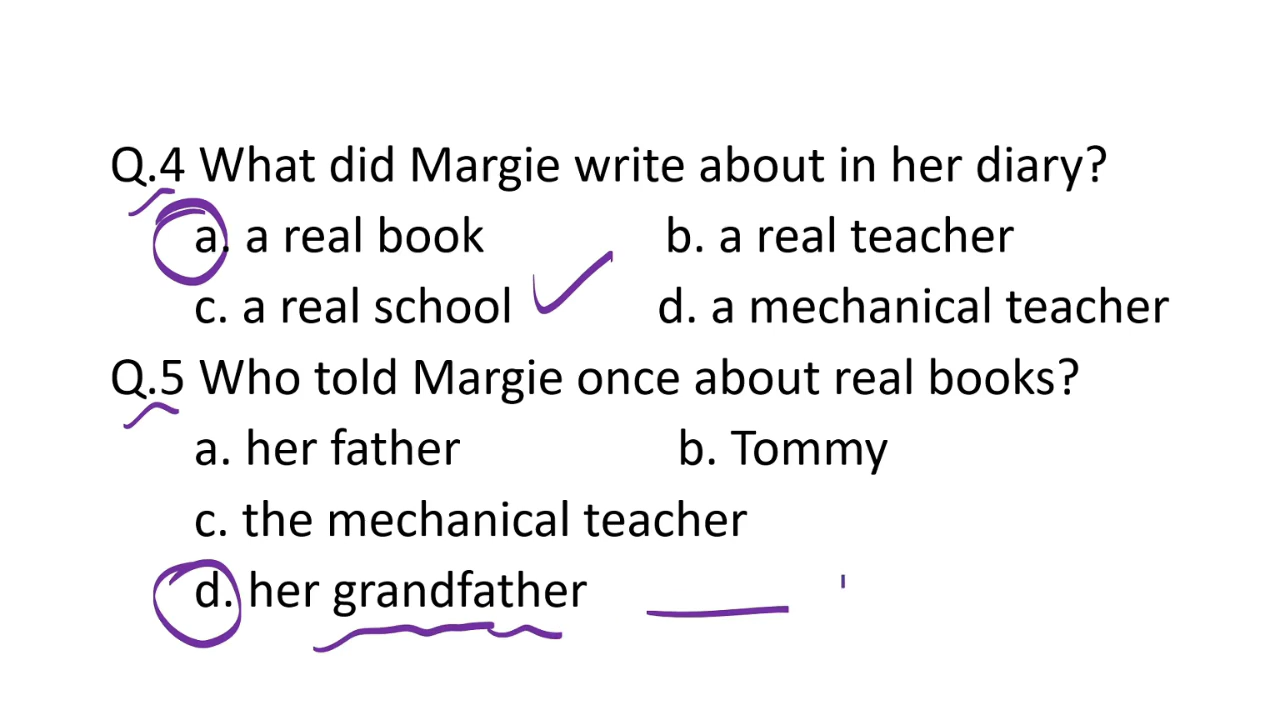 Q.4 What did Margie write about in her diary?
a. a real book b. a real teacher
c. a real school d. a mechanical teacher
Q.5 Who told Margie once about real books?
a. her father b. Tommy
c. the mechanical teacher
d. her grandfather